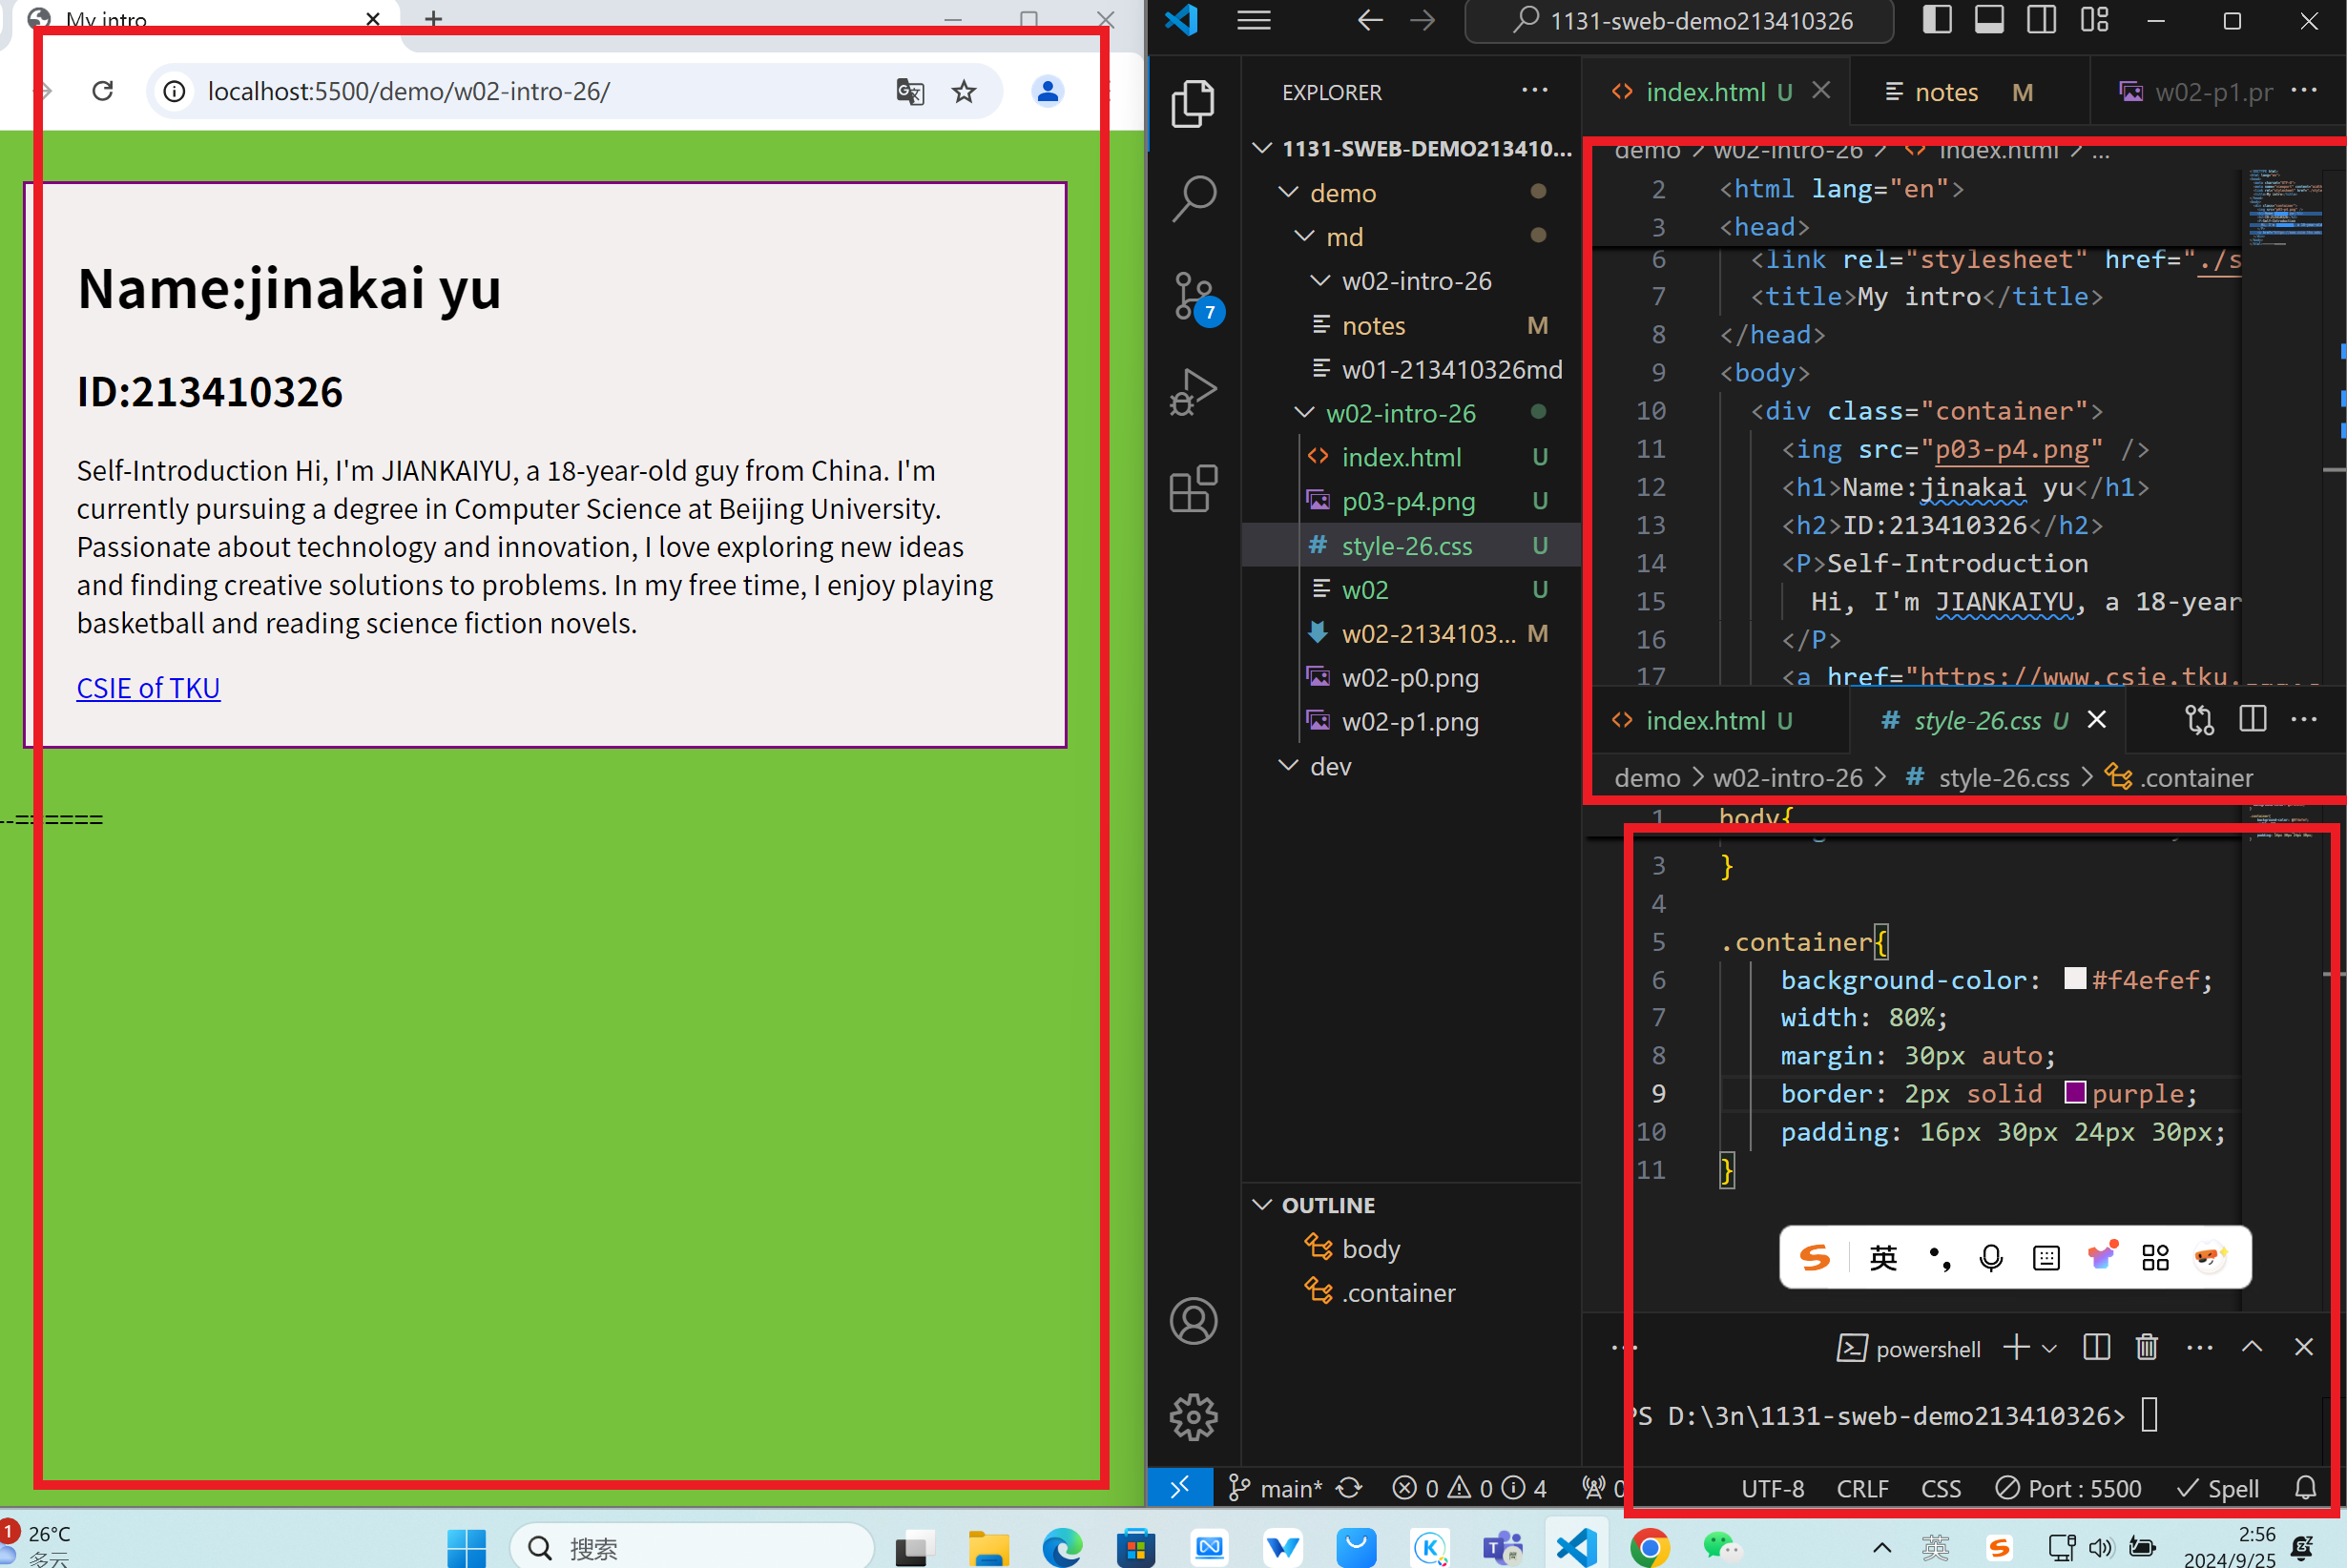 My intro
localhost:5500/demo/w02-intro-26/
Name:jinakai yu
ID:213410326
Self-Introduction Hi, I'm JIANKAIYU, a 18-year-old guy from China. I'm
currently pursuing a degree in Computer Science at Beijing University.
Passionate about technology and innovation, I love exploring new ideas
and finding creative solutions to problems. In my free time, I enjoy playing
basketball and reading science fiction novels.
CSIE of TKU
--======
1131-sweb-demo213410326
EXPLORER
1131-SWEB-DEMO213410...
demo
md
w02-intro-26
notes M
w01-213410326md
w02-intro-26
index.html U
p03-p4.png U
style-26.css U
w02 U
w02-2134103... M
w02-p0.png
w02-p1.png
dev
OUTLINE
body
.container
7
index.html U
notes M
w02-p1.pr
demo > w02-intro-26 > index.html > ...
2 <html lang="en">
3 <head>
6 <link rel="stylesheet" href="./s
7 <title>My intro</title>
8 </head>
9 <body>
10 <div class="container">
11 <ing src="p03-p4.png" />
12 <h1>Name:jinakai yu</h1>
13 <h2>ID:213410326</h2>
14 <P>Self-Introduction
15 Hi, I'm JIANKAIYU, a 18-year
16 </P>
17 <a href="https://www.csie.tku.
index.html U
style-26.css U
demo > w02-intro-26 > style-26.css > .container
1 body{
3 }
4
5 .container{
6 background-color: #f4efef;
7 width: 80%;
8 margin: 30px auto;
9 border: 2px solid purple;
10 padding: 16px 30px 24px 30px;
11 }
英
powershell
PS D:\3n\1131-sweb-demo213410326>
main* 0 0 4 0
UTF-8 CRLF CSS Port : 5500 Spell
1
26°C
多云
搜索
英
2:56
2024/9/25